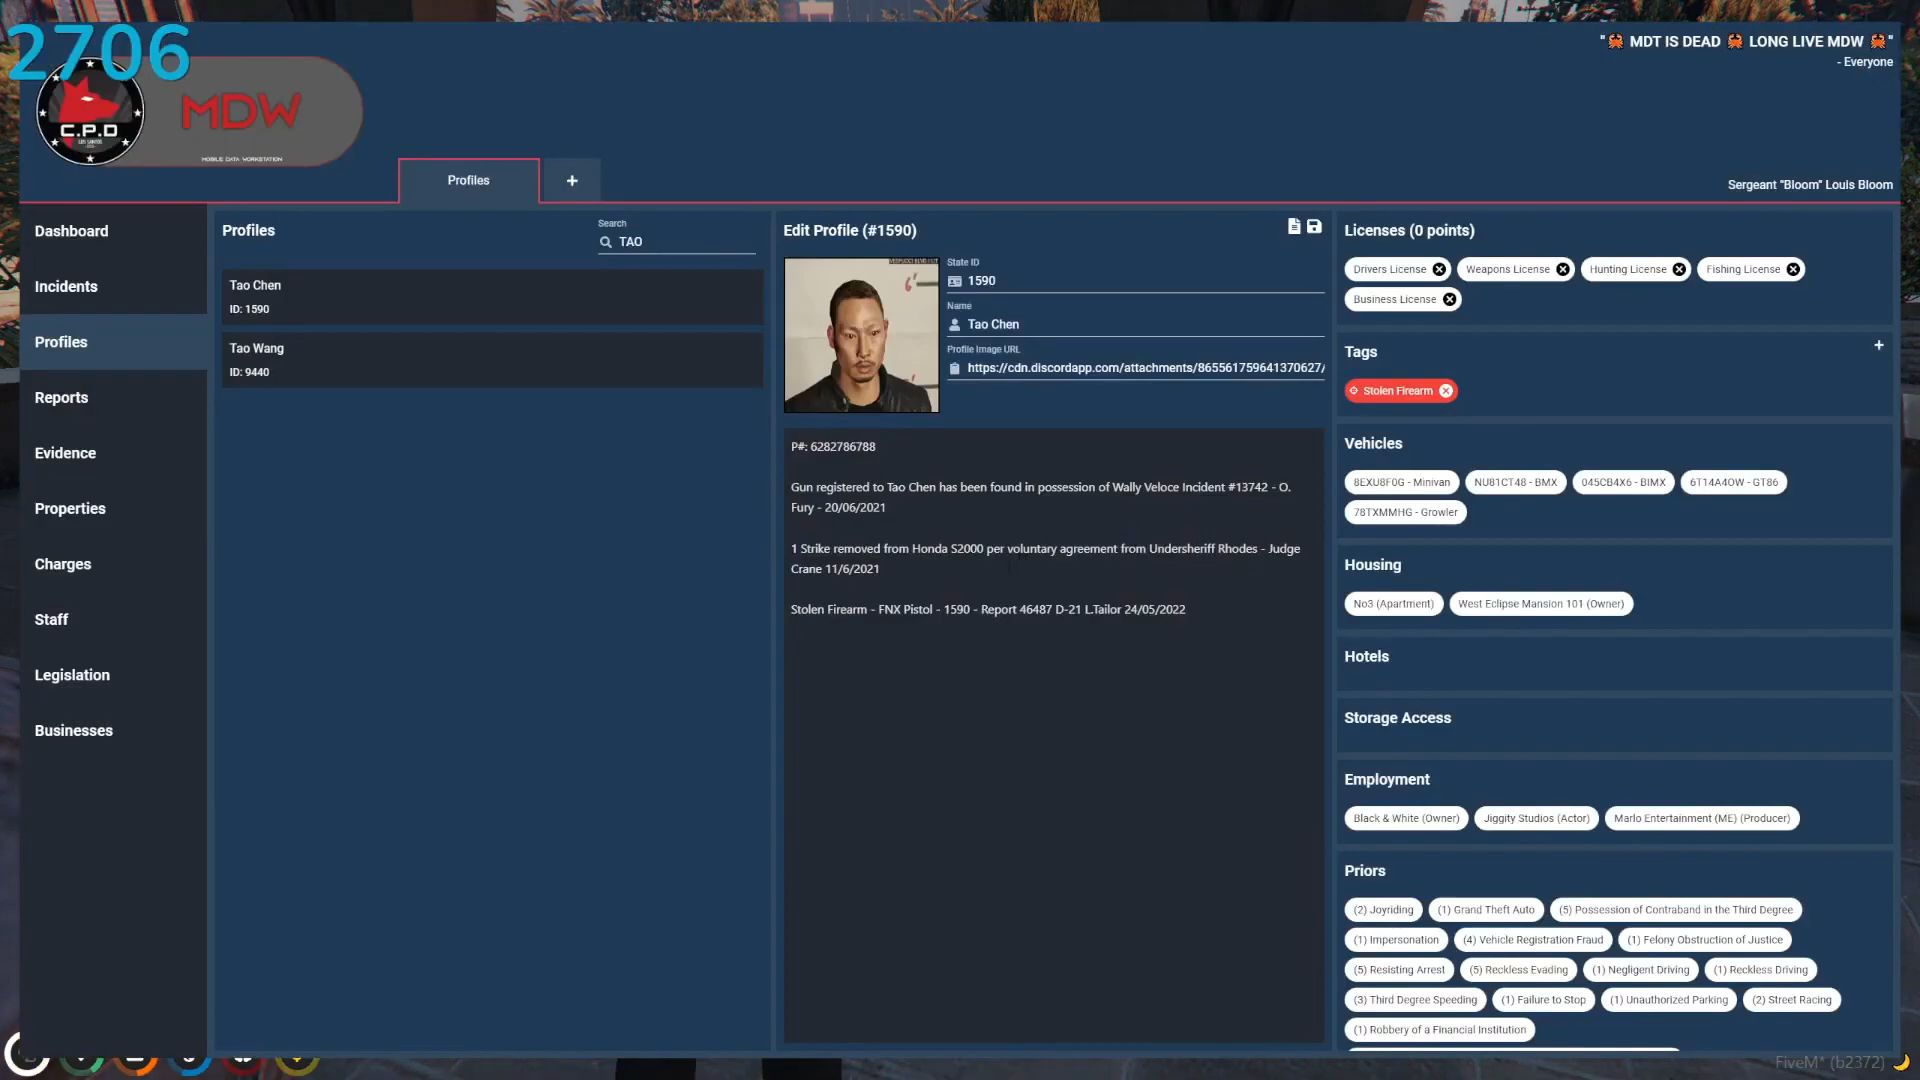 2706
" 🦀 MDT IS DEAD 🦀 LONG LIVE MDW 🦀 "
- Everyone
C.P.D
LOS SANTOS
MDW
MOBILE DATA WORKSTATION
Profiles
+
Sergeant "Bloom" Louis Bloom
Dashboard
Incidents
Profiles
Reports
Evidence
Properties
Charges
Staff
Legislation
Businesses
Profiles
Search
TAO
Tao Chen
ID: 1590
Tao Wang
ID: 9440
Edit Profile (#1590)
State ID
1590
Name
Tao Chen
Profile Image URL
https://cdn.discordapp.com/attachments/865561759641370627/
P#: 6282786788
Gun registered to Tao Chen has been found in possession of Wally Veloce Incident #13742 - O.
Fury - 20/06/2021
1 Strike removed from Honda S2000 per voluntary agreement from Undersheriff Rhodes - Judge
Crane 11/6/2021
Stolen Firearm - FNX Pistol - 1590 - Report 46487 D-21 L.Tailor 24/05/2022
Licenses (0 points)
Drivers License Weapons License Hunting License Fishing License
Business License
Tags
+
Stolen Firearm
Vehicles
8EXU8F0G - Minivan NU81CT48 - BMX 045CB4X6 - BIMX 6T14A4OW - GT86
78TXMMHG - Growler
Housing
No3 (Apartment) West Eclipse Mansion 101 (Owner)
Hotels
Storage Access
Employment
Black & White (Owner) Jiggity Studios (Actor) Marlo Entertainment (ME) (Producer)
Priors
(2) Joyriding (1) Grand Theft Auto (5) Possession of Contraband in the Third Degree
(1) Impersonation (4) Vehicle Registration Fraud (1) Felony Obstruction of Justice
(5) Resisting Arrest (5) Reckless Evading (1) Negligent Driving (1) Reckless Driving
(3) Third Degree Speeding (1) Failure to Stop (1) Unauthorized Parking (2) Street Racing
(1) Robbery of a Financial Institution
FiveM* (b2372)